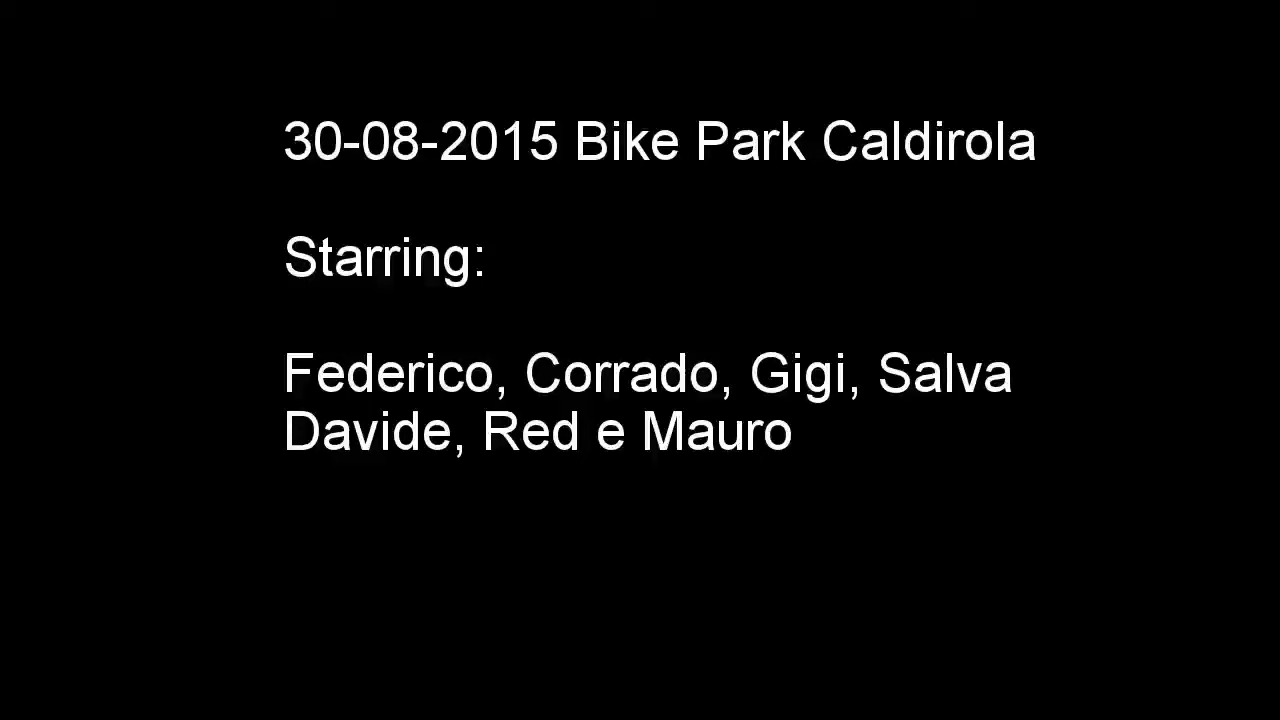 30-08-2015 Bike Park Caldirola
Starring:
Federico, Corrado, Gigi, Salva
Davide, Red e Mauro